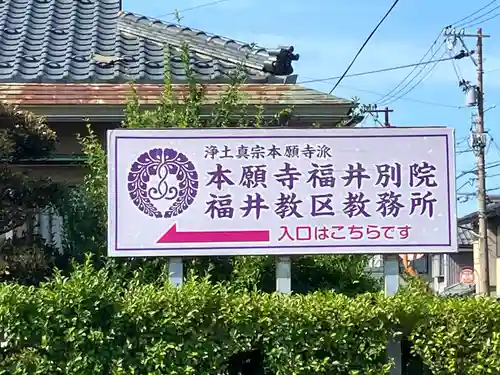 浄土真宗本願寺派
本願寺福井別院
福井教区教務所
入口はこちらです